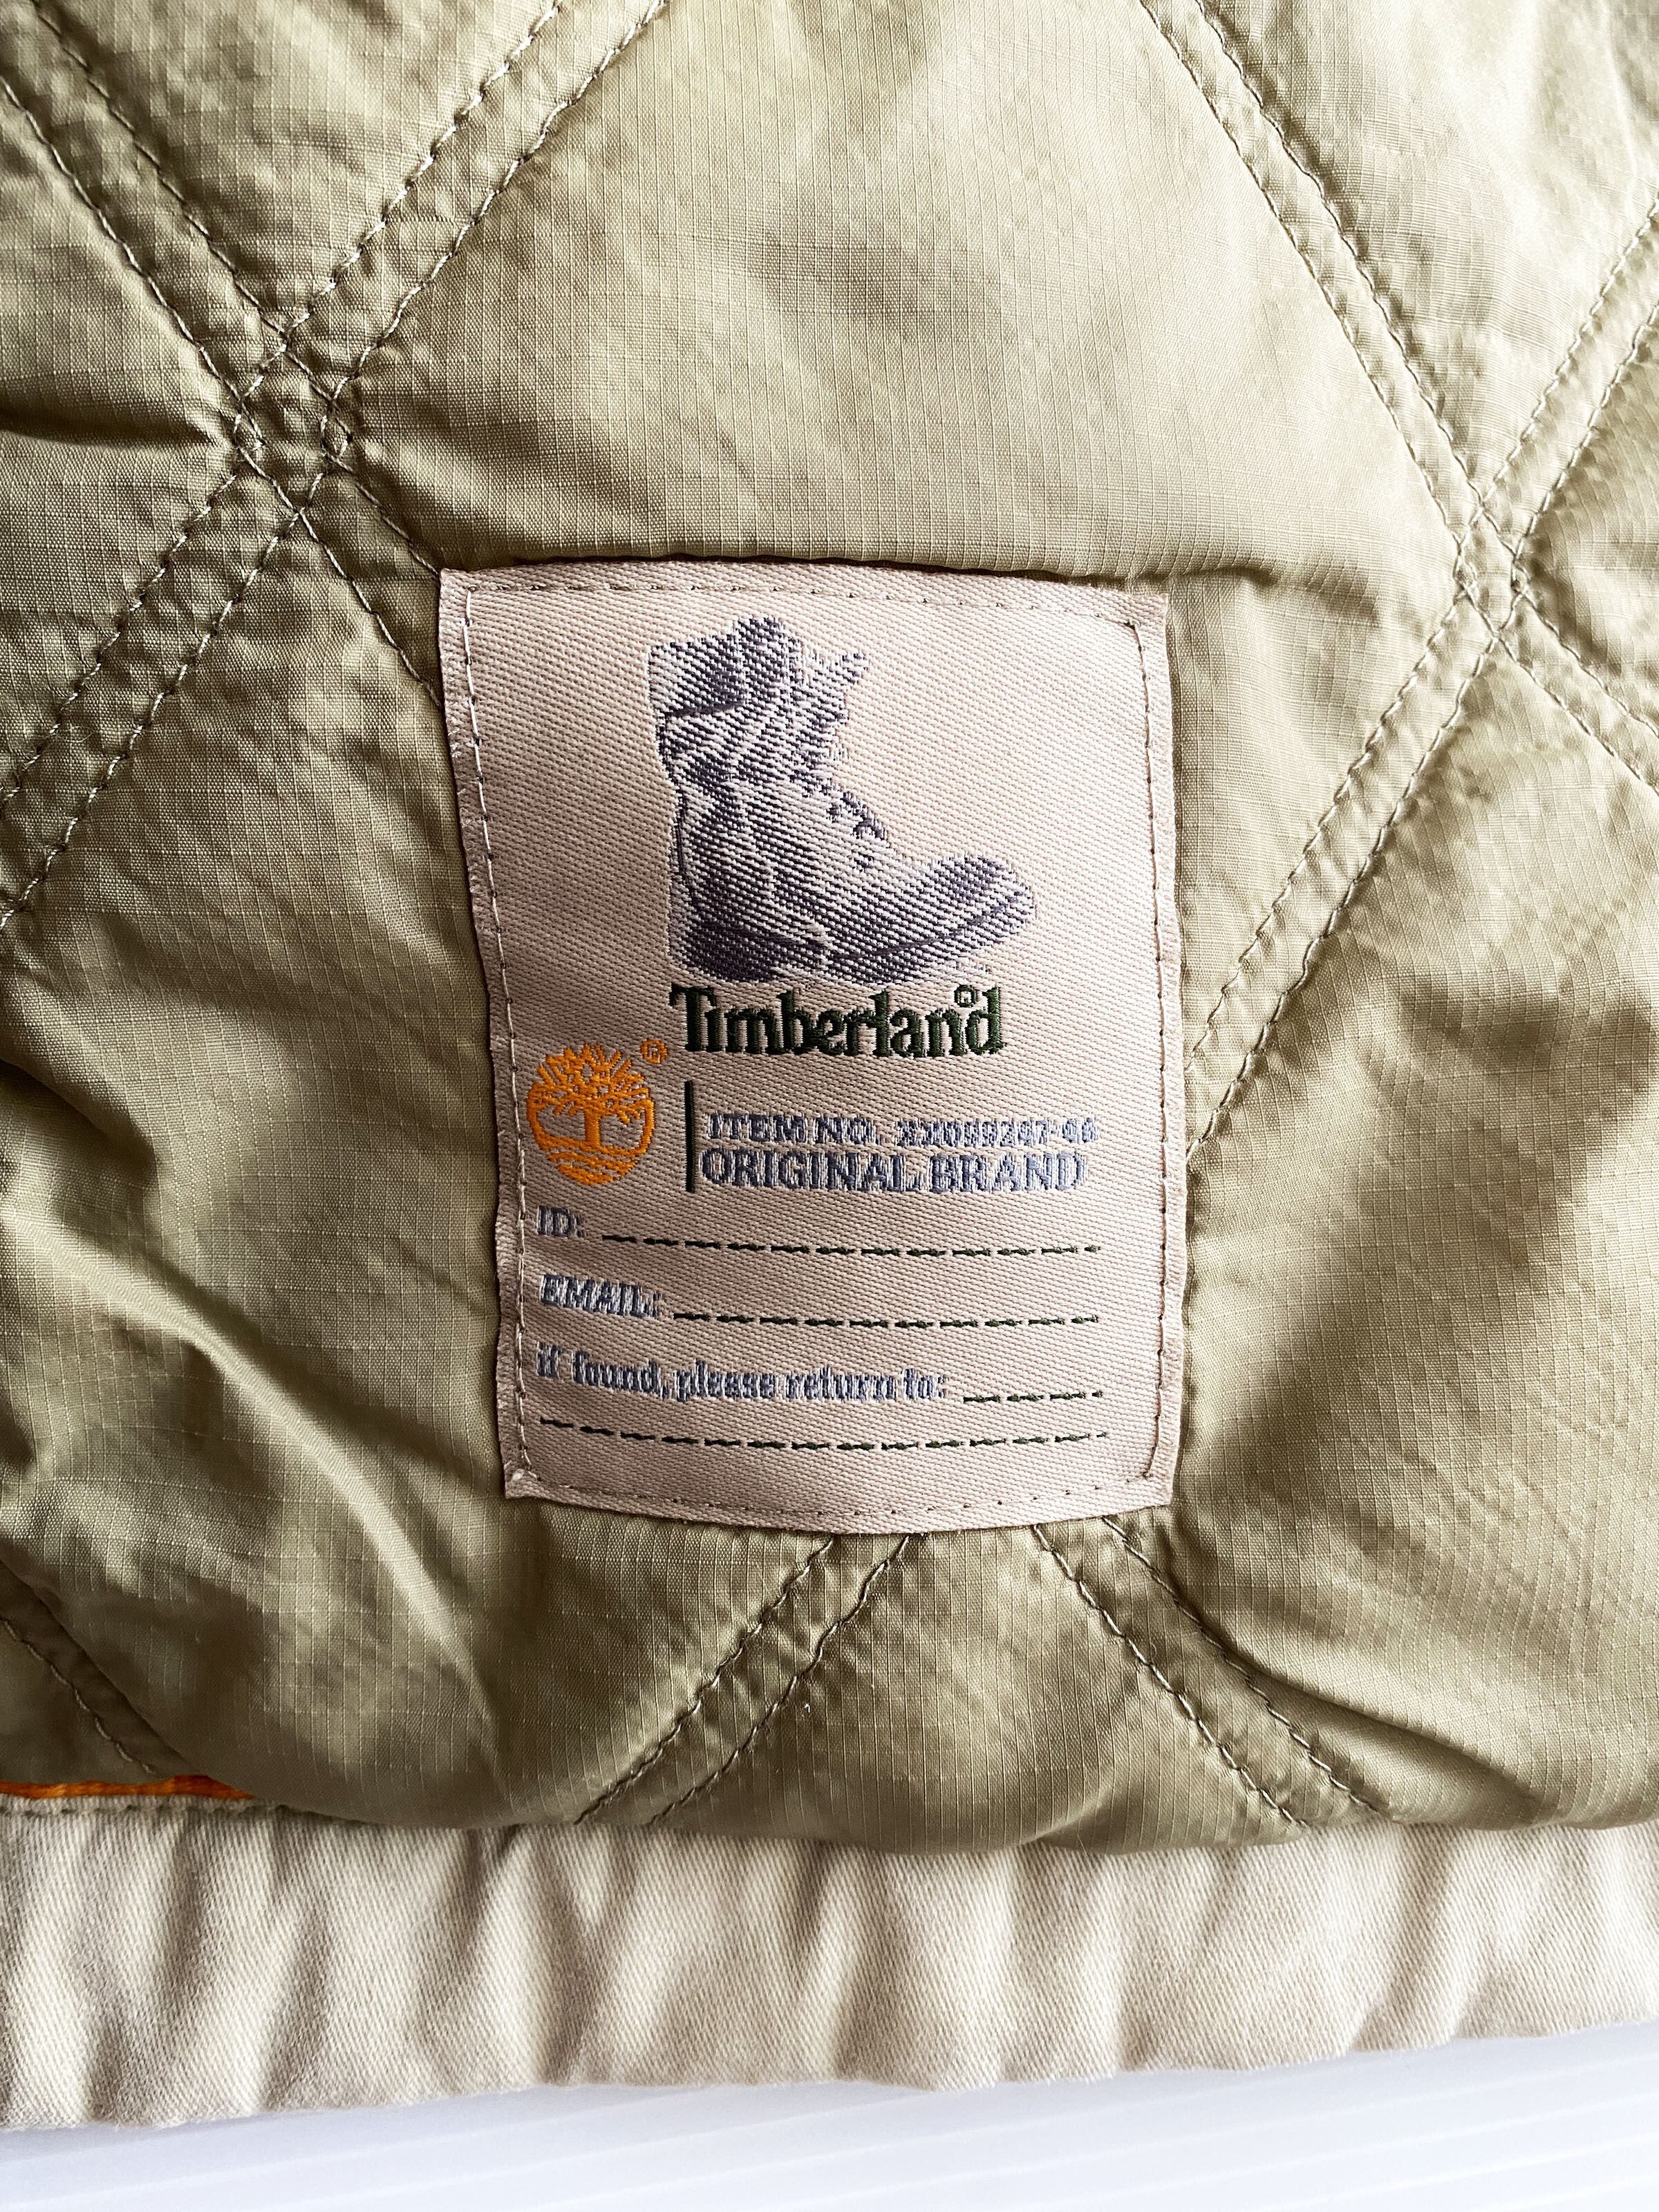 Timberland®
®
ITEM NO.
ORIGINAL BRAND
ID:
EMAIL:
if found, please return to: